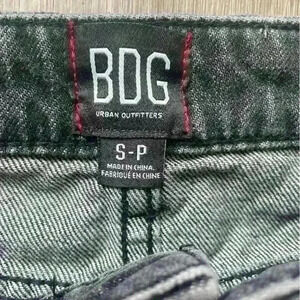 BDG
URBAN OUTFITTERS
S-P
MADE IN CHINA
FABRIQUÉ EN CHINE